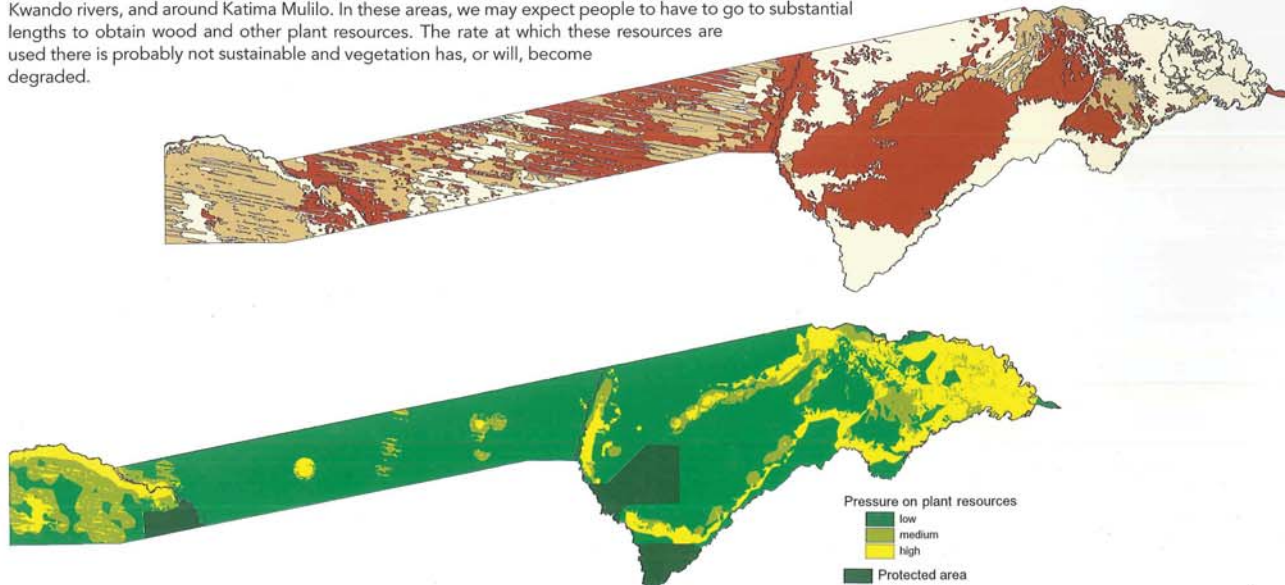 Kwando rivers, and around Katima Mulilo. In these areas, we may expect people to have to go to substantial
lengths to obtain wood and other plant resources. The rate at which these resources are
used there is probably not sustainable and vegetation has, or will, become
degraded.
Pressure on plant resources
low
medium
high
Protected area